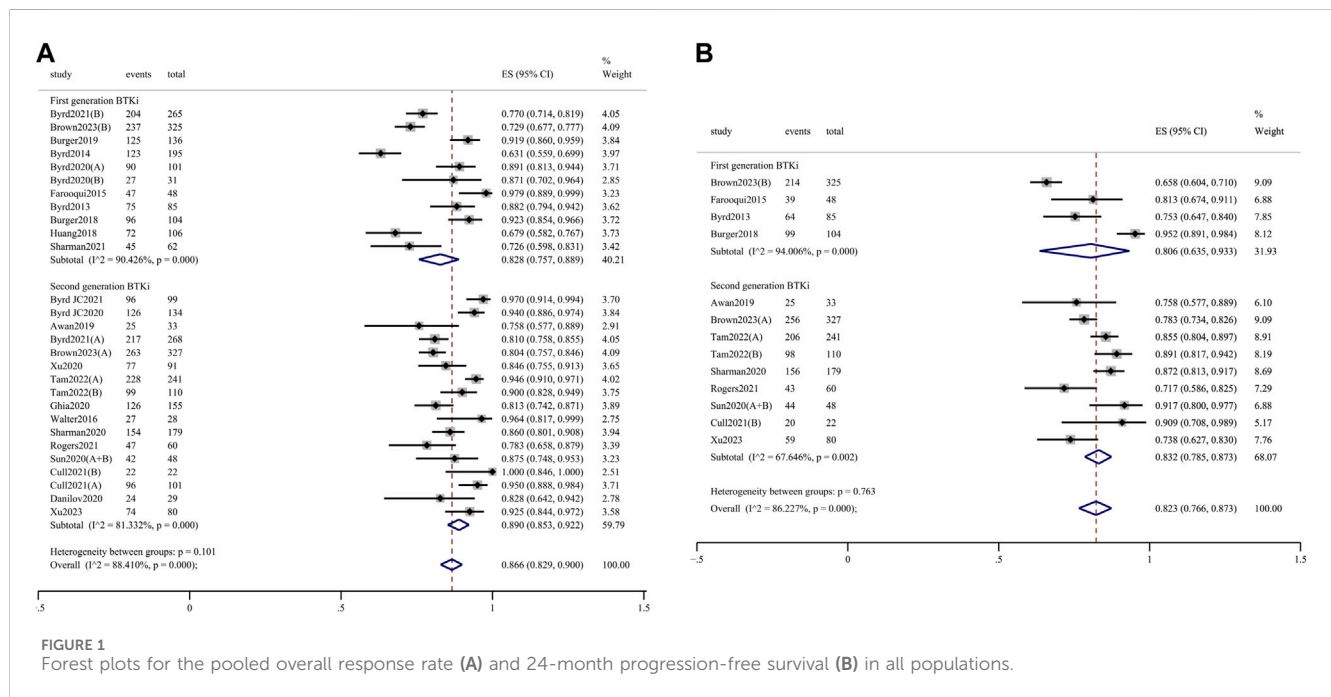 A
study events total ES (95% CI) % Weight
First generation BTKi
Byrd2021(B) 204 265 0.770 (0.714, 0.819) 4.05
Brown2023(B) 237 325 0.729 (0.677, 0.777) 4.09
Burger2019 125 136 0.919 (0.860, 0.959) 3.84
Byrd2014 123 195 0.631 (0.559, 0.699) 3.97
Byrd2020(A) 90 101 0.891 (0.813, 0.944) 3.71
Byrd2020(B) 27 31 0.871 (0.702, 0.964) 2.85
Farooqui2015 47 48 0.979 (0.889, 0.999) 3.23
Byrd2013 75 85 0.882 (0.794, 0.942) 3.62
Burger2018 96 104 0.923 (0.854, 0.966) 3.72
Huang2018 72 106 0.679 (0.582, 0.767) 3.73
Sharman2021 45 62 0.726 (0.598, 0.831) 3.42
Subtotal (I^2 = 90.426%, p = 0.000) 0.828 (0.757, 0.889) 40.21
Second generation BTKi
Byrd JC2021 96 99 0.970 (0.914, 0.994) 3.70
Byrd JC2020 126 134 0.940 (0.886, 0.974) 3.84
Awan2019 25 33 0.758 (0.577, 0.889) 2.91
Byrd2021(A) 217 268 0.810 (0.758, 0.855) 4.05
Brown2023(A) 263 327 0.804 (0.757, 0.846) 4.09
Xu2020 77 91 0.846 (0.755, 0.913) 3.65
Tam2022(A) 228 241 0.946 (0.910, 0.971) 4.02
Tam2022(B) 99 110 0.900 (0.828, 0.949) 3.75
Ghia2020 126 155 0.813 (0.742, 0.871) 3.89
Walter2016 27 28 0.964 (0.817, 0.999) 2.75
Sharman2020 154 179 0.860 (0.801, 0.908) 3.94
Rogers2021 47 60 0.783 (0.658, 0.879) 3.39
Sun2020(A+B) 42 48 0.875 (0.748, 0.953) 3.23
Cull2021(B) 22 22 1.000 (0.846, 1.000) 2.51
Cull2021(A) 96 101 0.950 (0.888, 0.984) 3.71
Danilov2020 24 29 0.828 (0.642, 0.942) 2.78
Xu2023 74 80 0.925 (0.844, 0.972) 3.58
Subtotal (I^2 = 81.332%, p = 0.000) 0.890 (0.853, 0.922) 59.79
Heterogeneity between groups: p = 0.101
Overall (I^2 = 88.410%, p = 0.000); 0.866 (0.829, 0.900) 100.00
-.5 0 .5 1 1.5
B
study events total ES (95% CI) % Weight
First generation BTKi
Brown2023(B) 214 325 0.658 (0.604, 0.710) 9.09
Farooqui2015 39 48 0.813 (0.674, 0.911) 6.88
Byrd2013 64 85 0.753 (0.647, 0.840) 7.85
Burger2018 99 104 0.952 (0.891, 0.984) 8.12
Subtotal (I^2 = 94.006%, p = 0.000) 0.806 (0.635, 0.933) 31.93
Second generation BTKi
Awan2019 25 33 0.758 (0.577, 0.889) 6.10
Brown2023(A) 256 327 0.783 (0.734, 0.826) 9.09
Tam2022(A) 206 241 0.855 (0.804, 0.897) 8.91
Tam2022(B) 98 110 0.891 (0.817, 0.942) 8.19
Sharman2020 156 179 0.872 (0.813, 0.917) 8.69
Rogers2021 43 60 0.717 (0.586, 0.825) 7.29
Sun2020(A+B) 44 48 0.917 (0.800, 0.977) 6.88
Cull2021(B) 20 22 0.909 (0.708, 0.989) 5.17
Xu2023 59 80 0.738 (0.627, 0.830) 7.76
Subtotal (I^2 = 67.646%, p = 0.002) 0.832 (0.785, 0.873) 68.07
Heterogeneity between groups: p = 0.763
Overall (I^2 = 86.227%, p = 0.000); 0.823 (0.766, 0.873) 100.00
-.5 0 .5 1 1.5
FIGURE 1
Forest plots for the pooled overall response rate (A) and 24-month progression-free survival (B) in all populations.